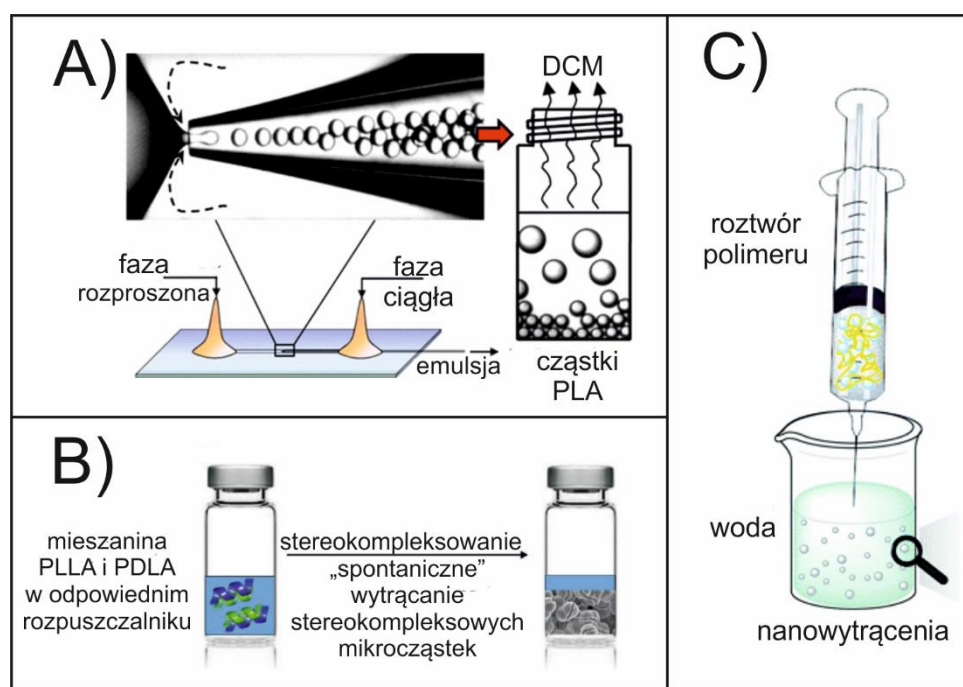 A)
DCM
faza
rozproszona
faza
ciągła
emulsja
cząstki
PLA
B)
mieszanina
PLLA i PDLA
w odpowiednim
rozpuszczalniku
stereokompleksowanie
„spontaniczne”
wytrącanie
stereokompleksowych
mikrocząstek
C)
roztwór
polimeru
woda
nanowytrącenia